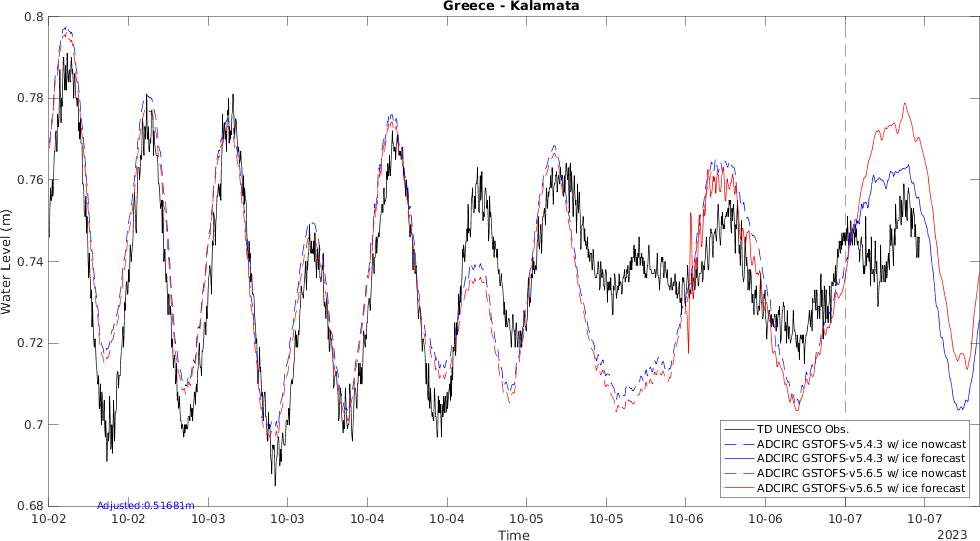 Greece - Kalamata
0.8
0.78
0.76
0.74
0.72
0.7
0.68
Water Level (m)
TD UNESCO Obs.
ADCIRC GSTOFS-v5.4.3 w/ ice nowcast
ADCIRC GSTOFS-v5.4.3 w/ ice forecast
ADCIRC GSTOFS-v5.6.5 w/ ice nowcast
ADCIRC GSTOFS-v5.6.5 w/ ice forecast
Adjusted:0.51681m
10-02 10-02 10-03 10-03 10-04 10-04 10-05 10-05 10-06 10-06 10-07 10-07
Time
2023